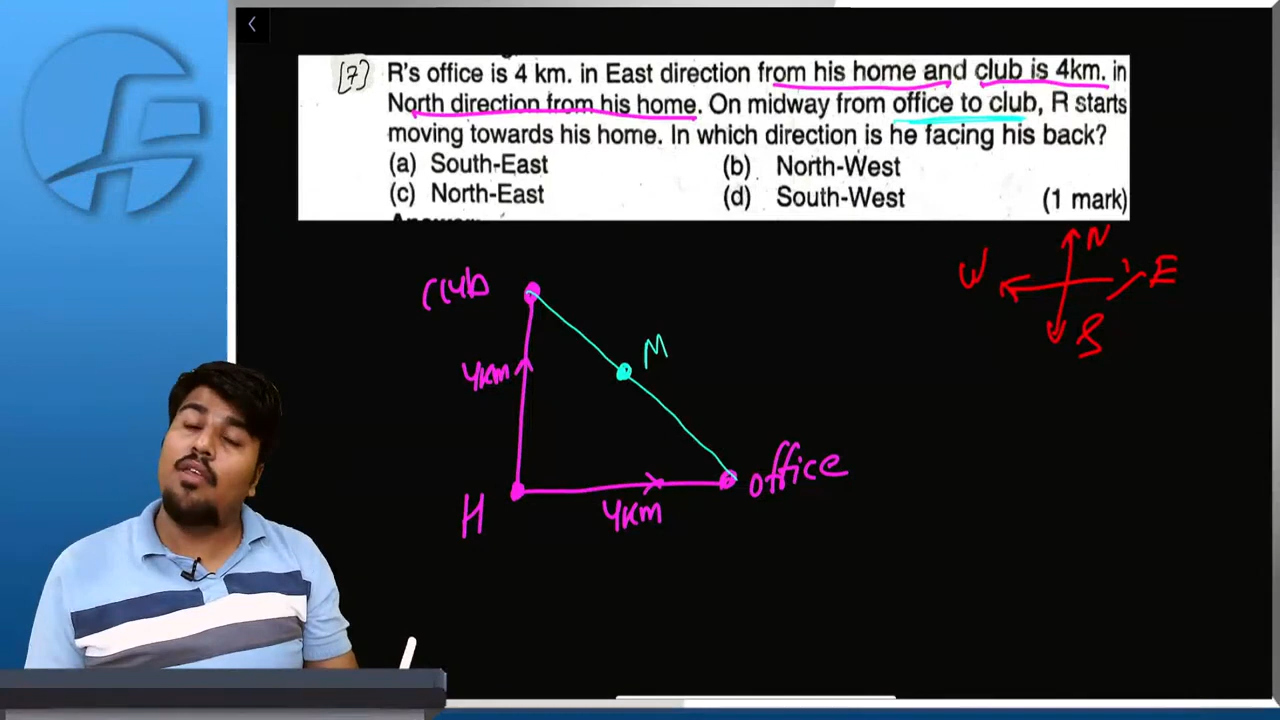 [7] R's office is 4 km. in East direction from his home and club is 4km. in
North direction from his home. On midway from office to club, R starts
moving towards his home. In which direction is he facing his back?
(a) South-East (b) North-West
(c) North-East (d) South-West (1 mark)
N
W E
S
Club
M
4km
office
H
4km